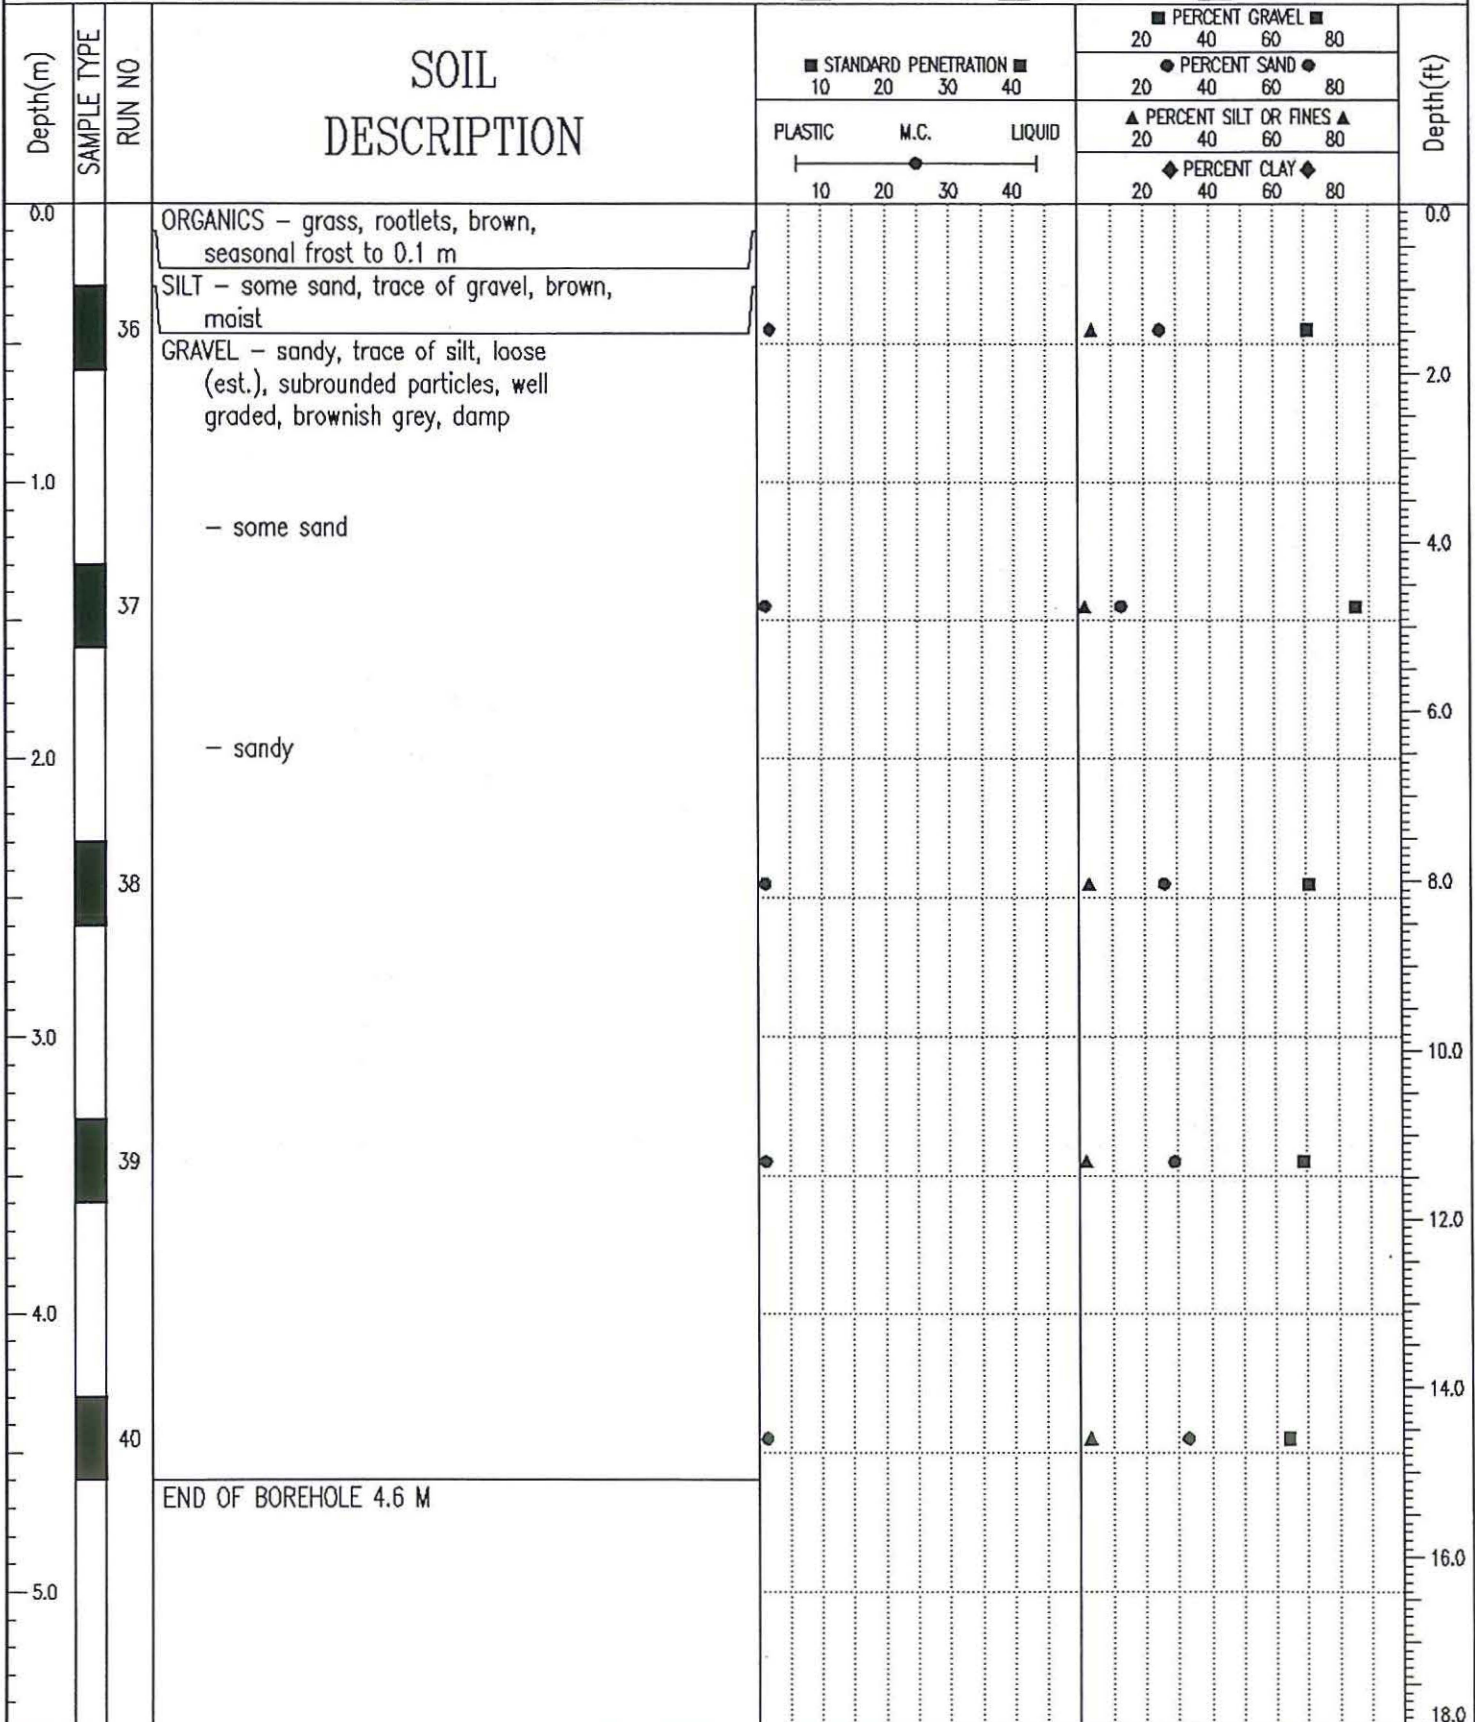 Depth(m)
SAMPLE TYPE
RUN NO
SOIL
DESCRIPTION
■ STANDARD PENETRATION ■
10 20 30 40
PLASTIC M.C. LIQUID
10 20 30 40
■ PERCENT GRAVEL ■
20 40 60 80
● PERCENT SAND ●
20 40 60 80
▲ PERCENT SILT OR FINES ▲
20 40 60 80
◆ PERCENT CLAY ◆
20 40 60 80
Depth(ft)
0.0
ORGANICS – grass, rootlets, brown,
seasonal frost to 0.1 m
0.0
SILT – some sand, trace of gravel, brown,
moist
36
GRAVEL – sandy, trace of silt, loose
(est.), subrounded particles, well
graded, brownish grey, damp
2.0
1.0
– some sand
4.0
37
6.0
– sandy
2.0
38
8.0
3.0
10.0
39
12.0
4.0
14.0
40
END OF BOREHOLE 4.6 M
16.0
5.0
18.0